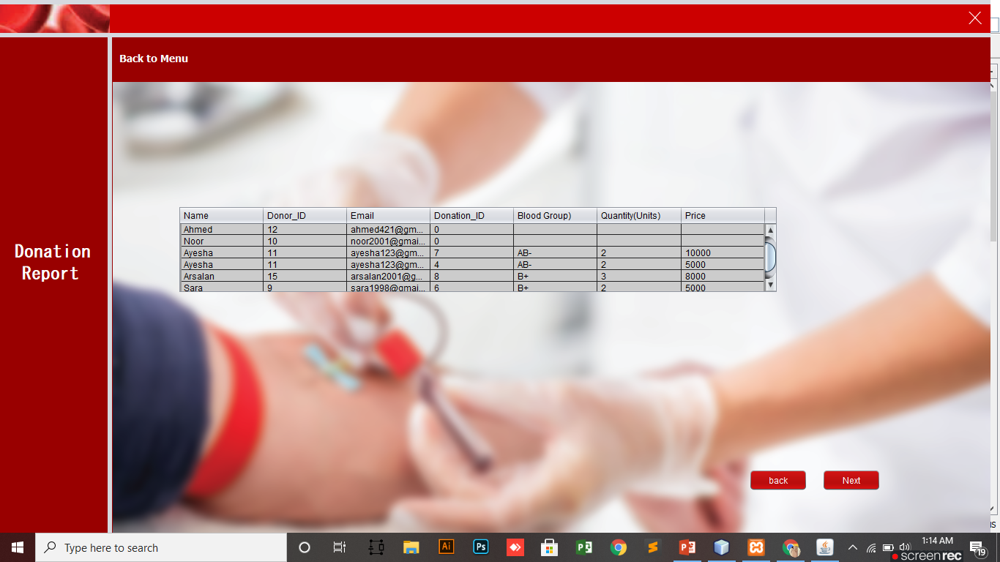 Back to Menu
Donation
Report
Name Donor_ID Email Donation_ID Blood Group) Quantity(Units) Price
Ahmed 12 ahmed421@gm... 0
Noor 10 noor2001@gmai... 0
Ayesha 11 ayesha123@gm... 7 AB- 2 10000
Ayesha 11 ayesha123@gm... 4 AB- 2 5000
Arsalan 15 arsalan2001@g... 8 B+ 3 8000
Sara 9 sara1998@gmai... 6 B+ 2 5000
back Next
Type here to search
Ai
Ps
1:14 AM
screenrec
19